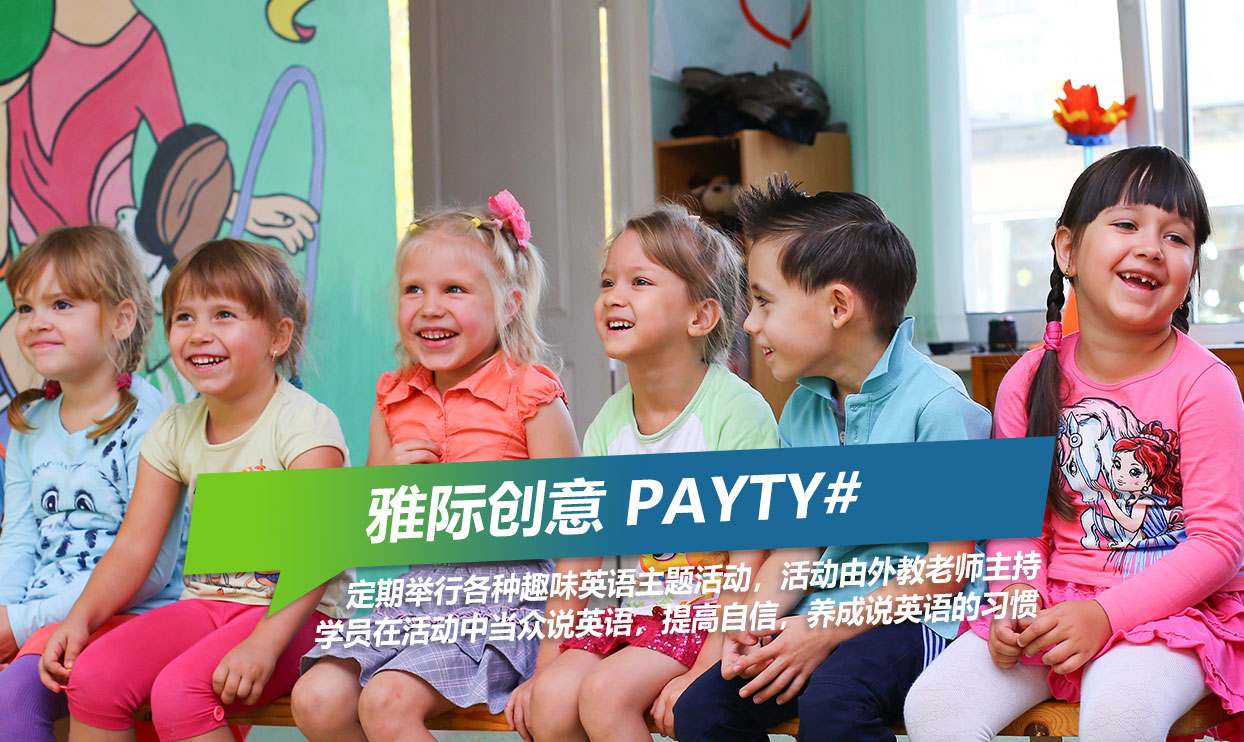 雅际创意 PAYTY#
定期举行各种趣味英语主题活动，活动由外教老师主持
学员在活动中当众说英语，提高自信，养成说英语的习惯